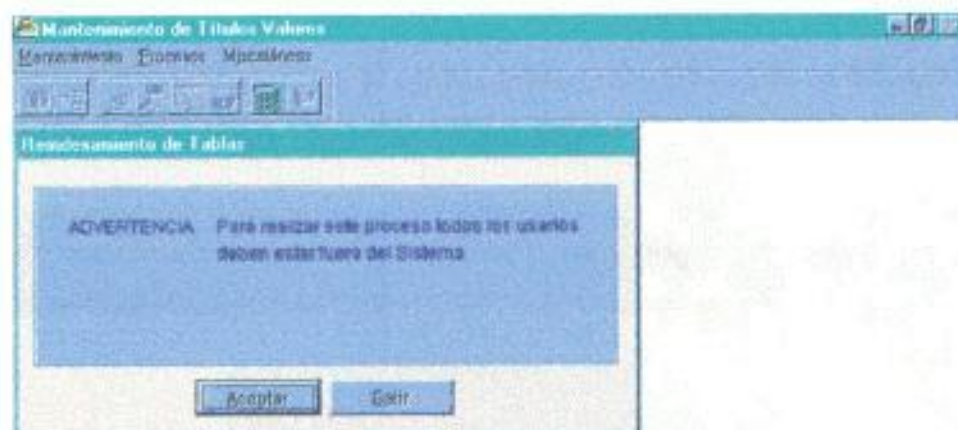 Mantenimiento de Títulos Valores
Mantenimiento Procesos Misceláneos
Reindexamiento de Tablas
ADVERTENCIA Para realizar este proceso todos los usuarios
deben estar fuera del Sistema
Aceptar Salir